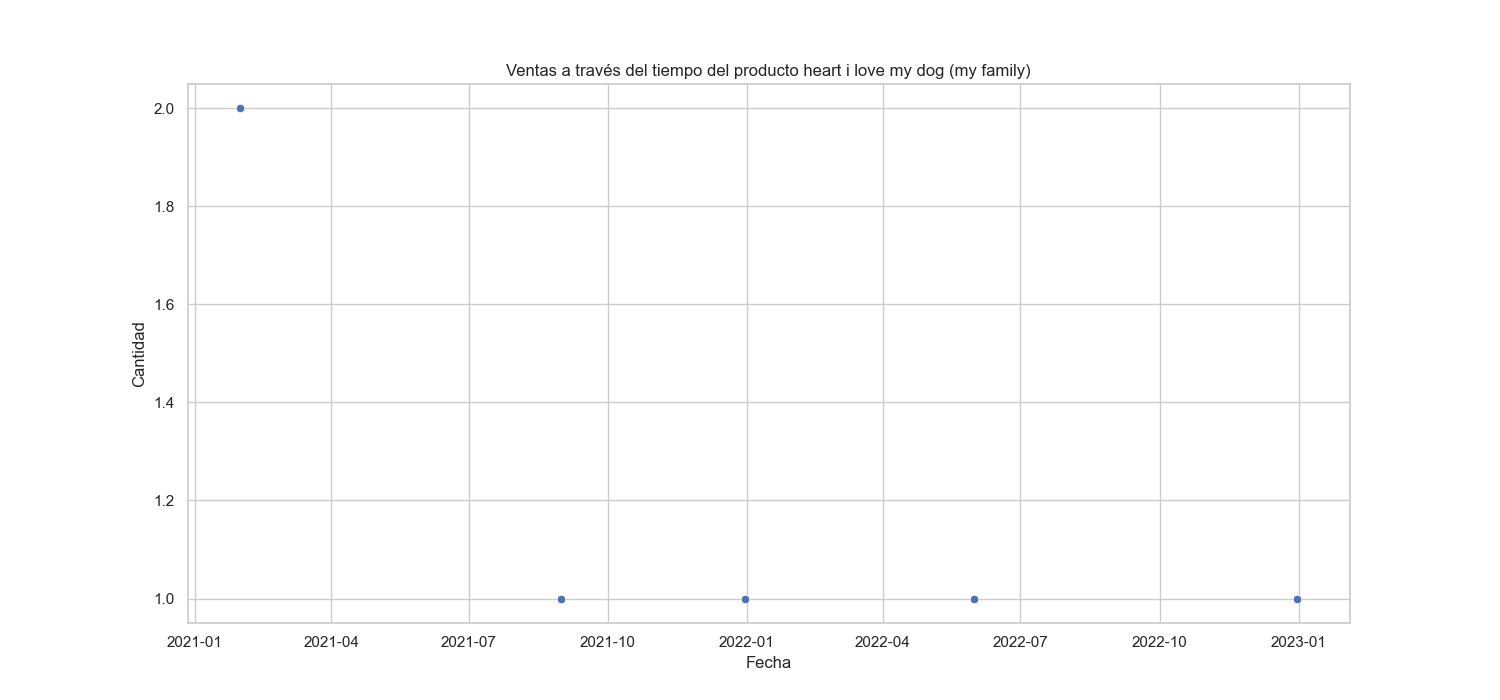 Ventas a través del tiempo del producto heart i love my dog (my family)
2.0
1.8
1.6
1.4
1.2
1.0
Cantidad
2021-01 2021-04 2021-07 2021-10 2022-01 2022-04 2022-07 2022-10 2023-01
Fecha